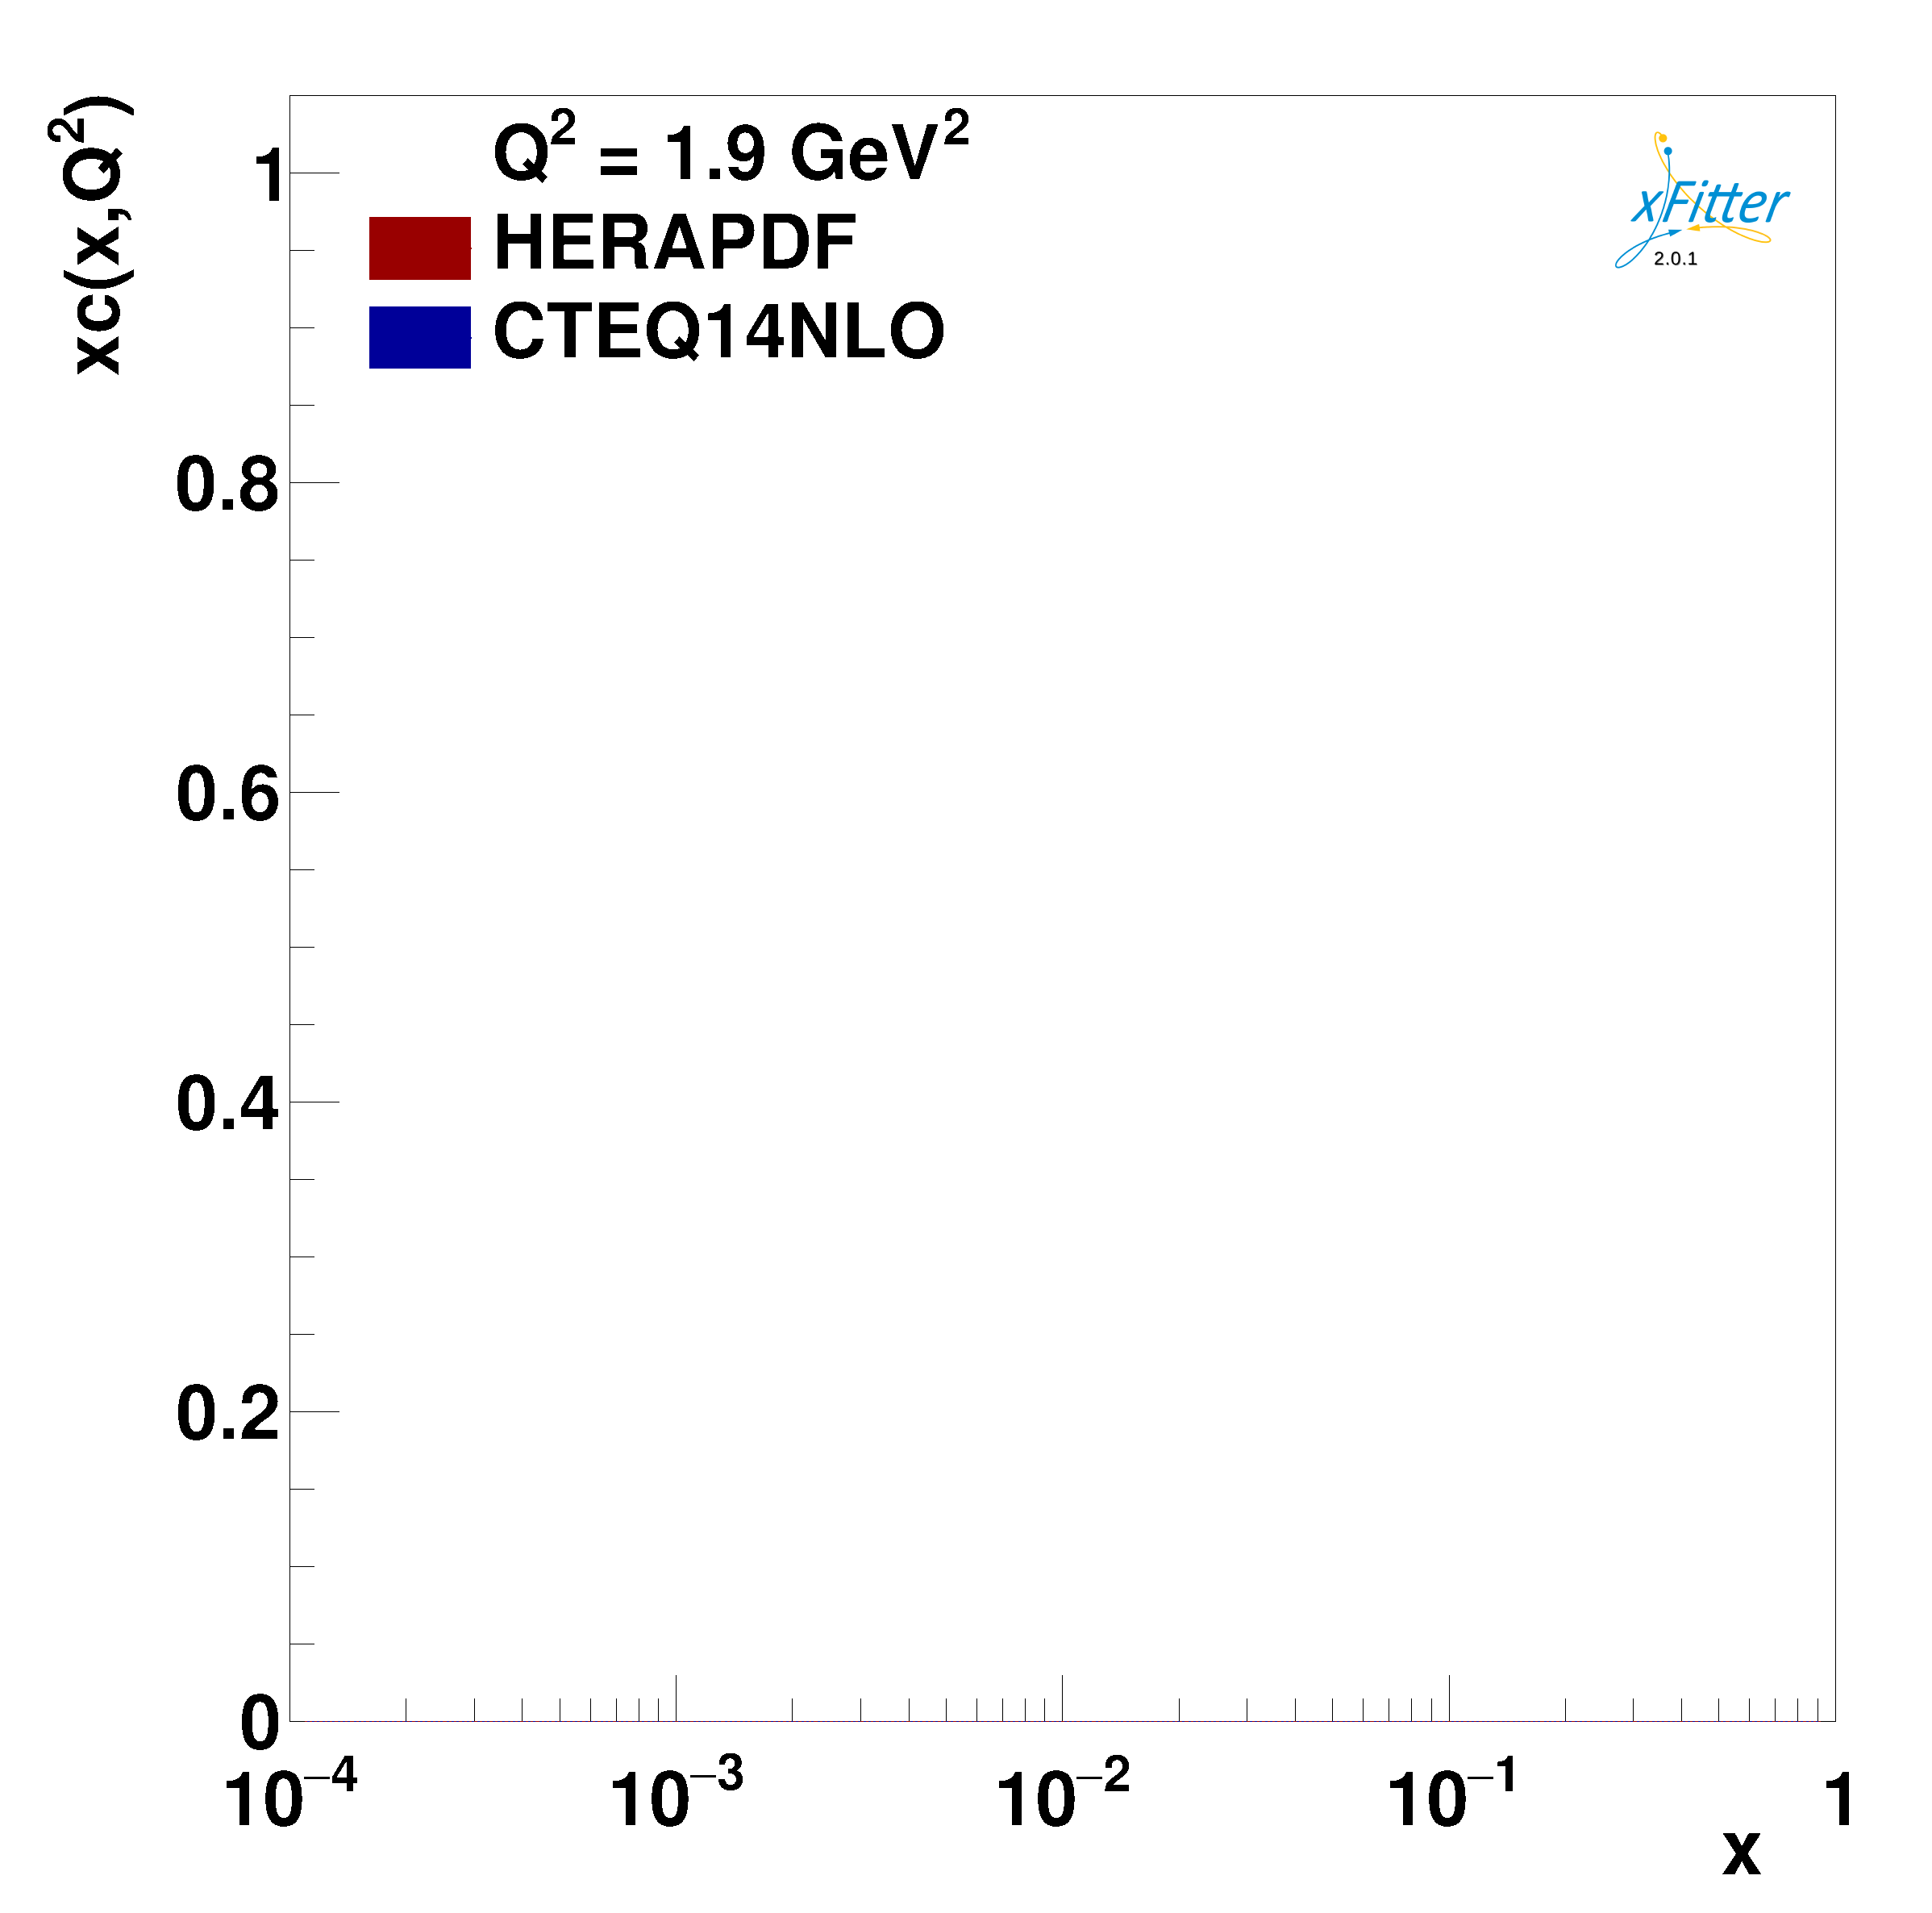 xc(x,Q²)
Q² = 1.9 GeV²
HERAPDF
CTEQ14NLO
xFitter
2.0.1
1
0.8
0.6
0.4
0.2
0
10⁻⁴ 10⁻³ 10⁻² 10⁻¹ 1
x